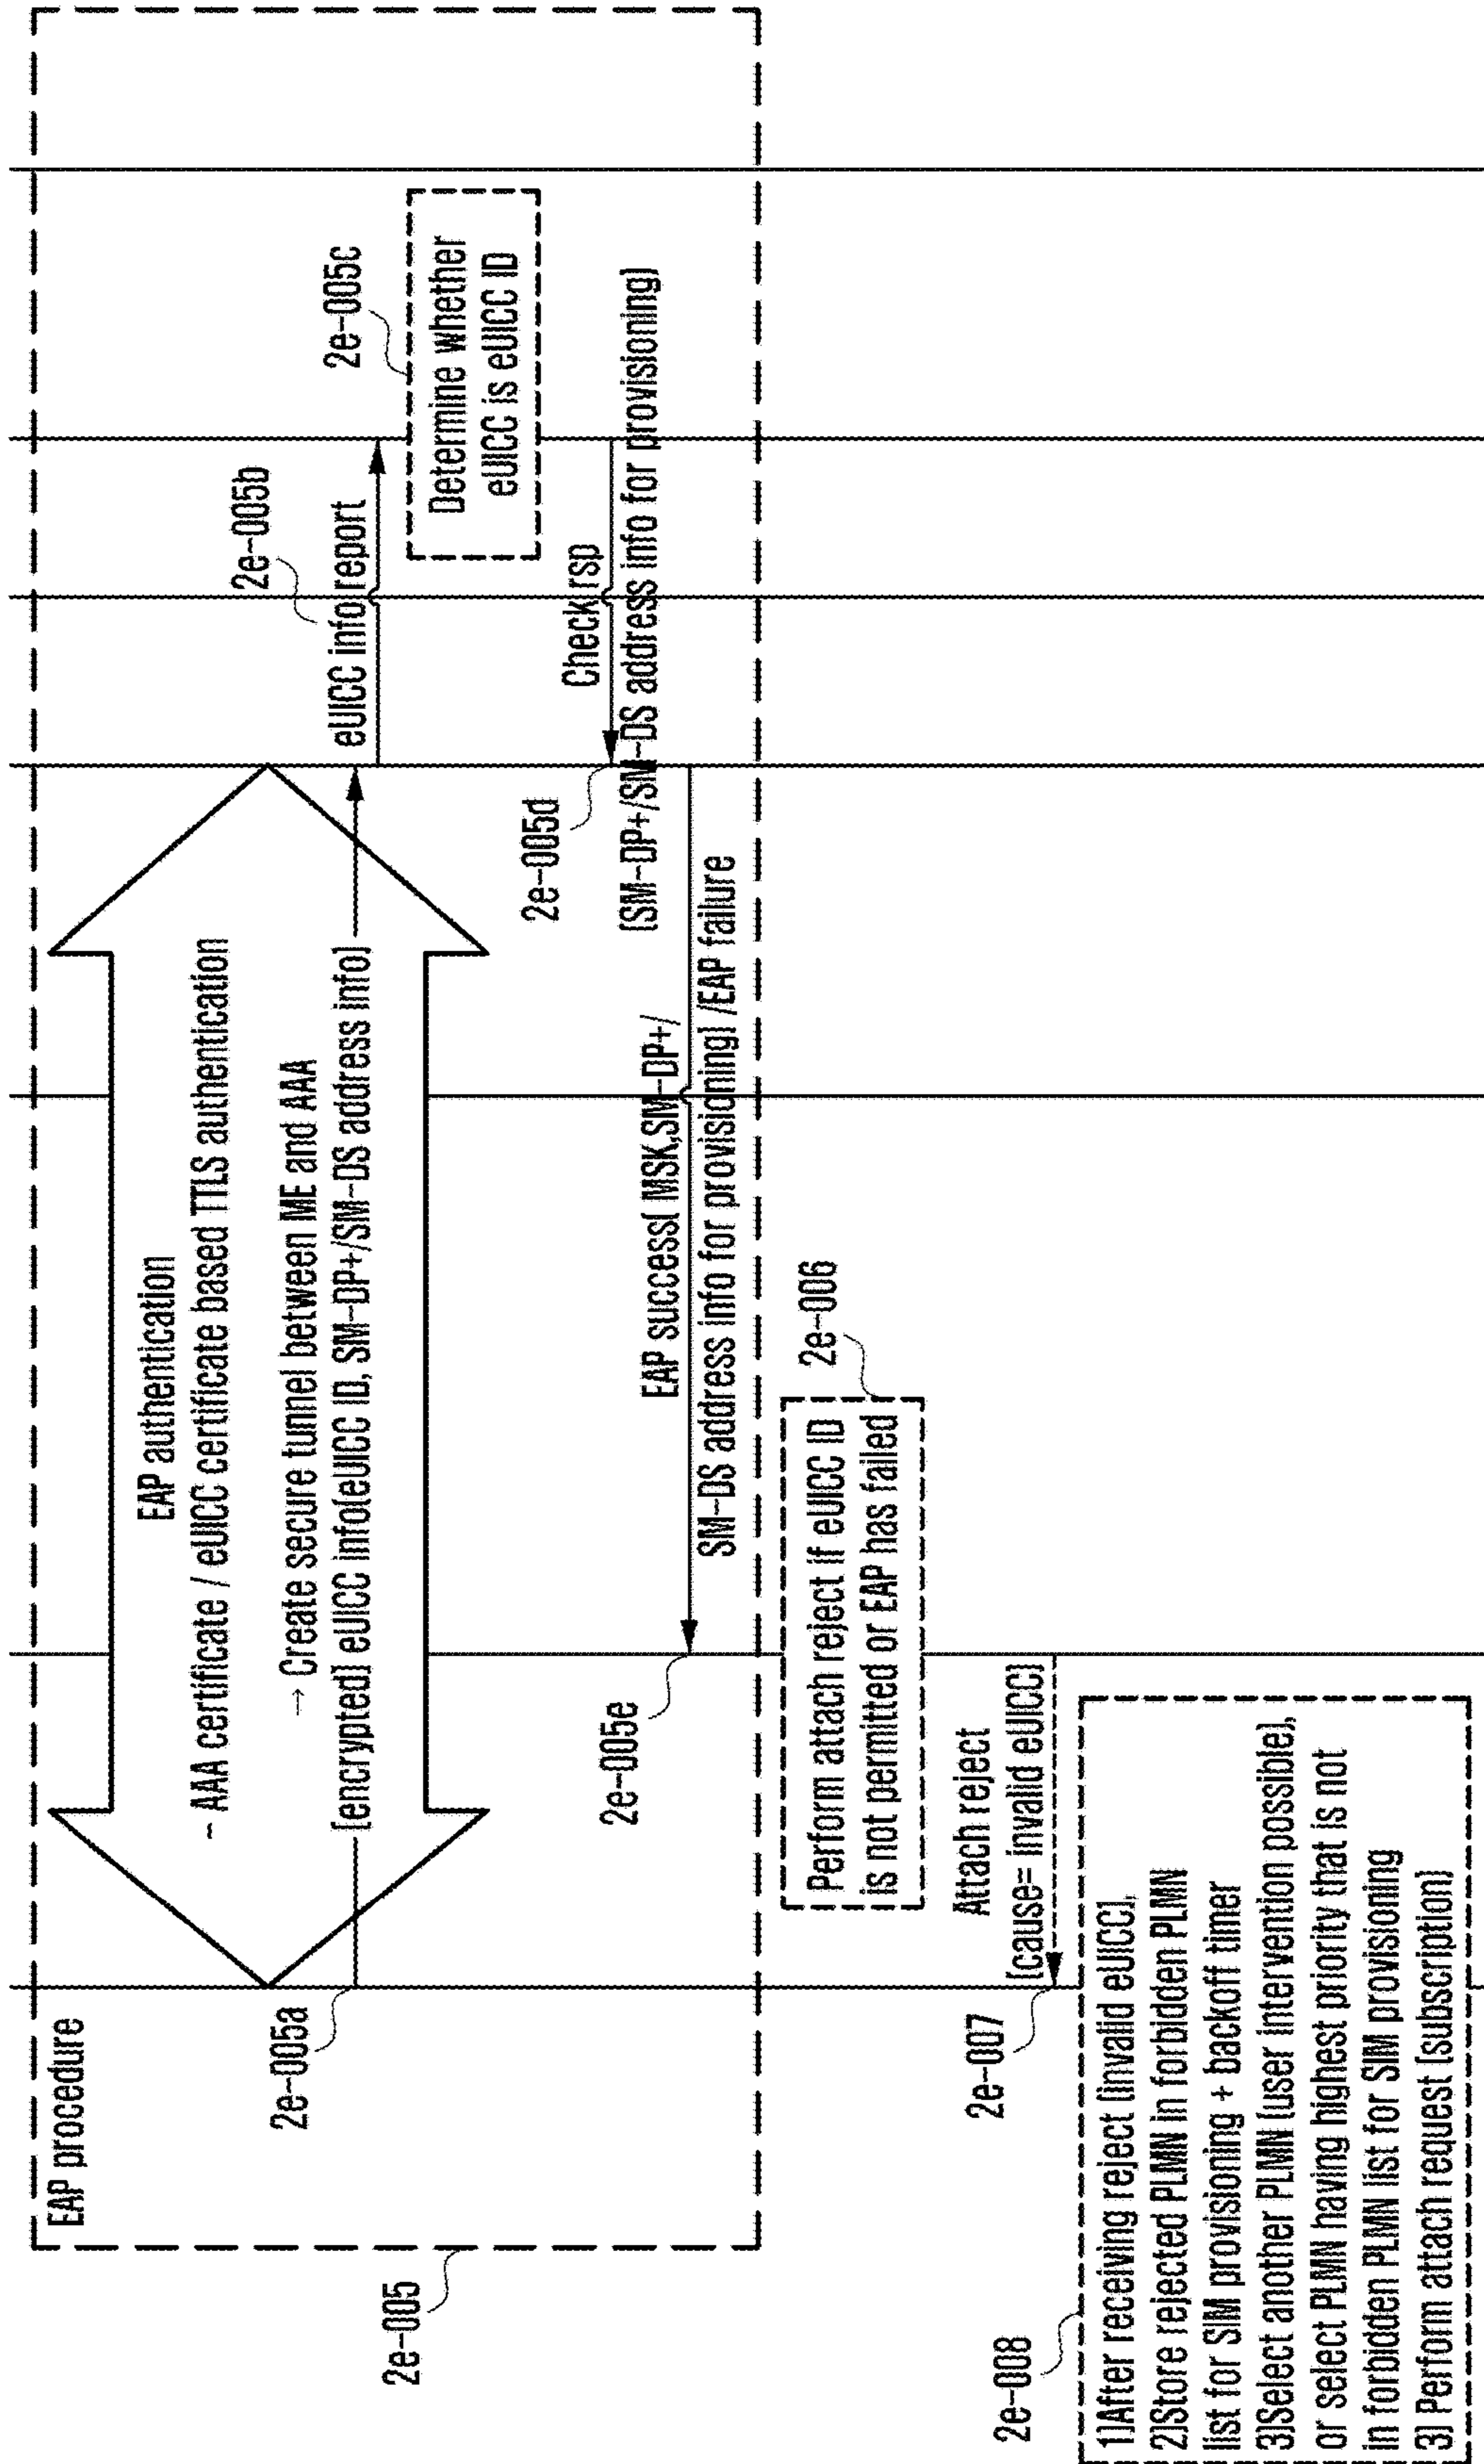 EAP procedure
2e-005
EAP authentication
- AAA certificate / eUICC certificate based TTLS authentication
→ Create secure tunnel between ME and AAA
2e-005a
[encrypted] eUICC info(eUICC ID, SM-DP+/SM-DS address info)
2e-005b
eUICC info report
2e-005c
Determine whether
eUICC is eUICC ID
2e-005d
Check rsp
(SM-DP+/SM-DS address info for provisioning)
2e-005e
EAP success( MSK,SM-DP+/
SM-DS address info for provisioning) /EAP failure
2e-006
Perform attach reject if eUICC ID
is not permitted or EAP has failed
2e-007
Attach reject
(cause= invalid eUICC)
2e-008
1)After receiving reject (invalid eUICC),
2)Store rejected PLMN in forbidden PLMN
list for SIM provisioning + backoff timer
3)Select another PLMN (user intervention possible),
or select PLMN having highest priority that is not
in forbidden PLMN list for SIM provisioning
3) Perform attach request (subscription)